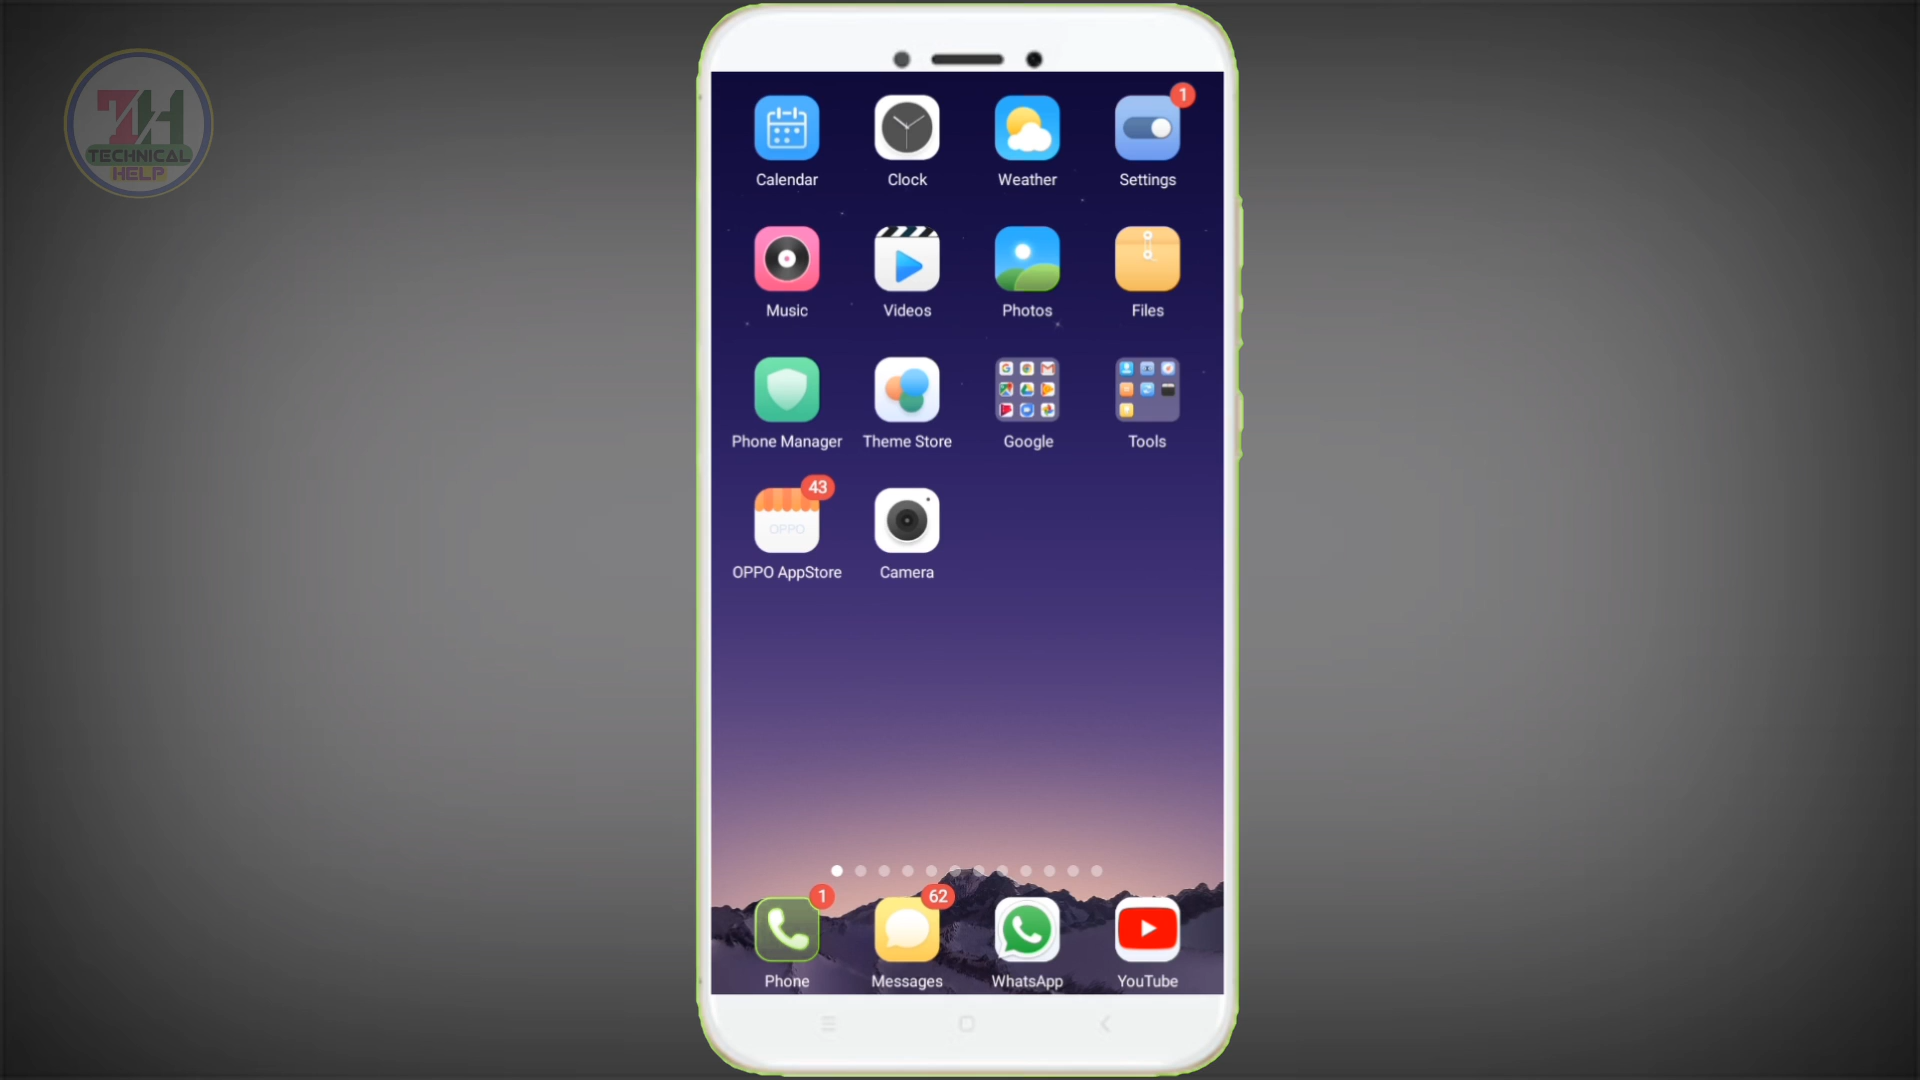 TH
TECHNICAL
HELP
1
Calendar
Clock
Weather
Settings
Music
Videos
Photos
Files
Phone Manager
Theme Store
Google
Tools
43
OPPO
OPPO AppStore
Camera
1
62
Phone
Messages
WhatsApp
YouTube